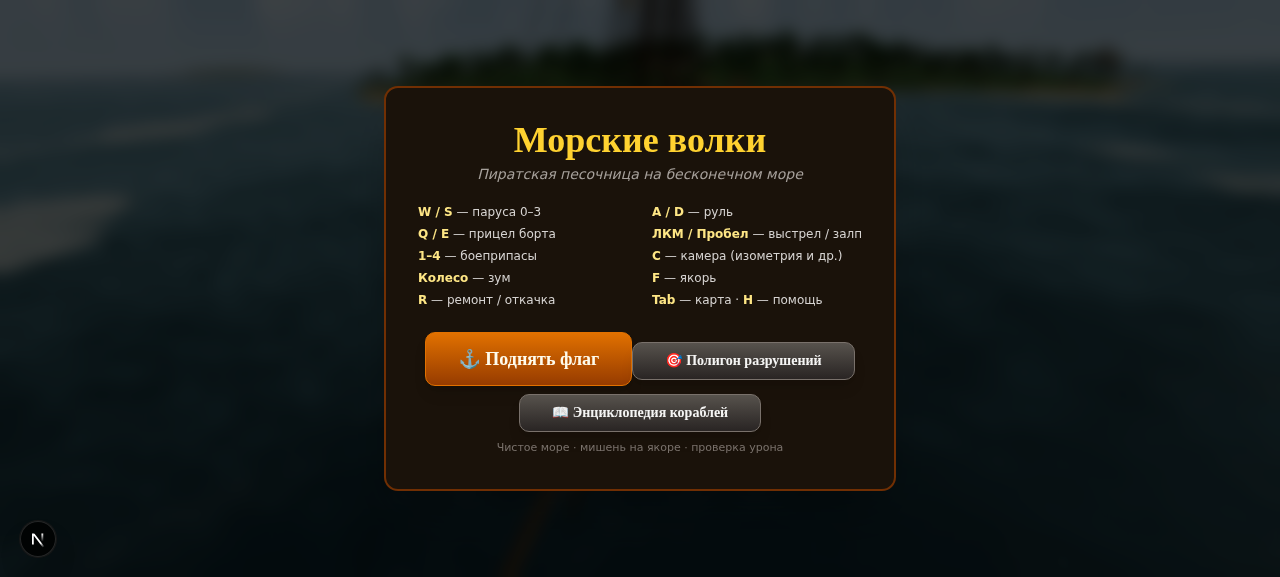 Морские волки
Пиратская песочница на бесконечном море
W / S — паруса 0–3
A / D — руль
Q / E — прицел борта
ЛКМ / Пробел — выстрел / залп
1–4 — боеприпасы
C — камера (изометрия и др.)
Колесо — зум
F — якорь
R — ремонт / откачка
Tab — карта · H — помощь
⚓ Поднять флаг
🎯 Полигон разрушений
📖 Энциклопедия кораблей
Чистое море · мишень на якоре · проверка урона
N